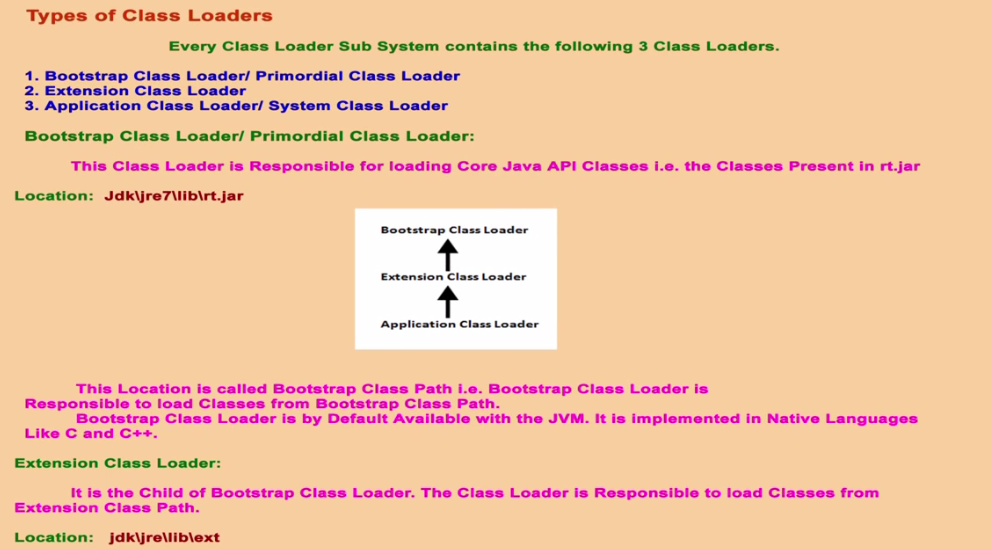 Types of Class Loaders
Every Class Loader Sub System contains the following 3 Class Loaders.
1. Bootstrap Class Loader/ Primordial Class Loader
2. Extension Class Loader
3. Application Class Loader/ System Class Loader
Bootstrap Class Loader/ Primordial Class Loader:
This Class Loader is Responsible for loading Core Java API Classes i.e. the Classes Present in rt.jar
Location: Jdk\jre7\lib\rt.jar
Bootstrap Class Loader
Extension Class Loader
Application Class Loader
This Location is called Bootstrap Class Path i.e. Bootstrap Class Loader is
Responsible to load Classes from Bootstrap Class Path.
Bootstrap Class Loader is by Default Available with the JVM. It is implemented in Native Languages
Like C and C++.
Extension Class Loader:
It is the Child of Bootstrap Class Loader. The Class Loader is Responsible to load Classes from
Extension Class Path.
Location: jdk\jre\lib\ext